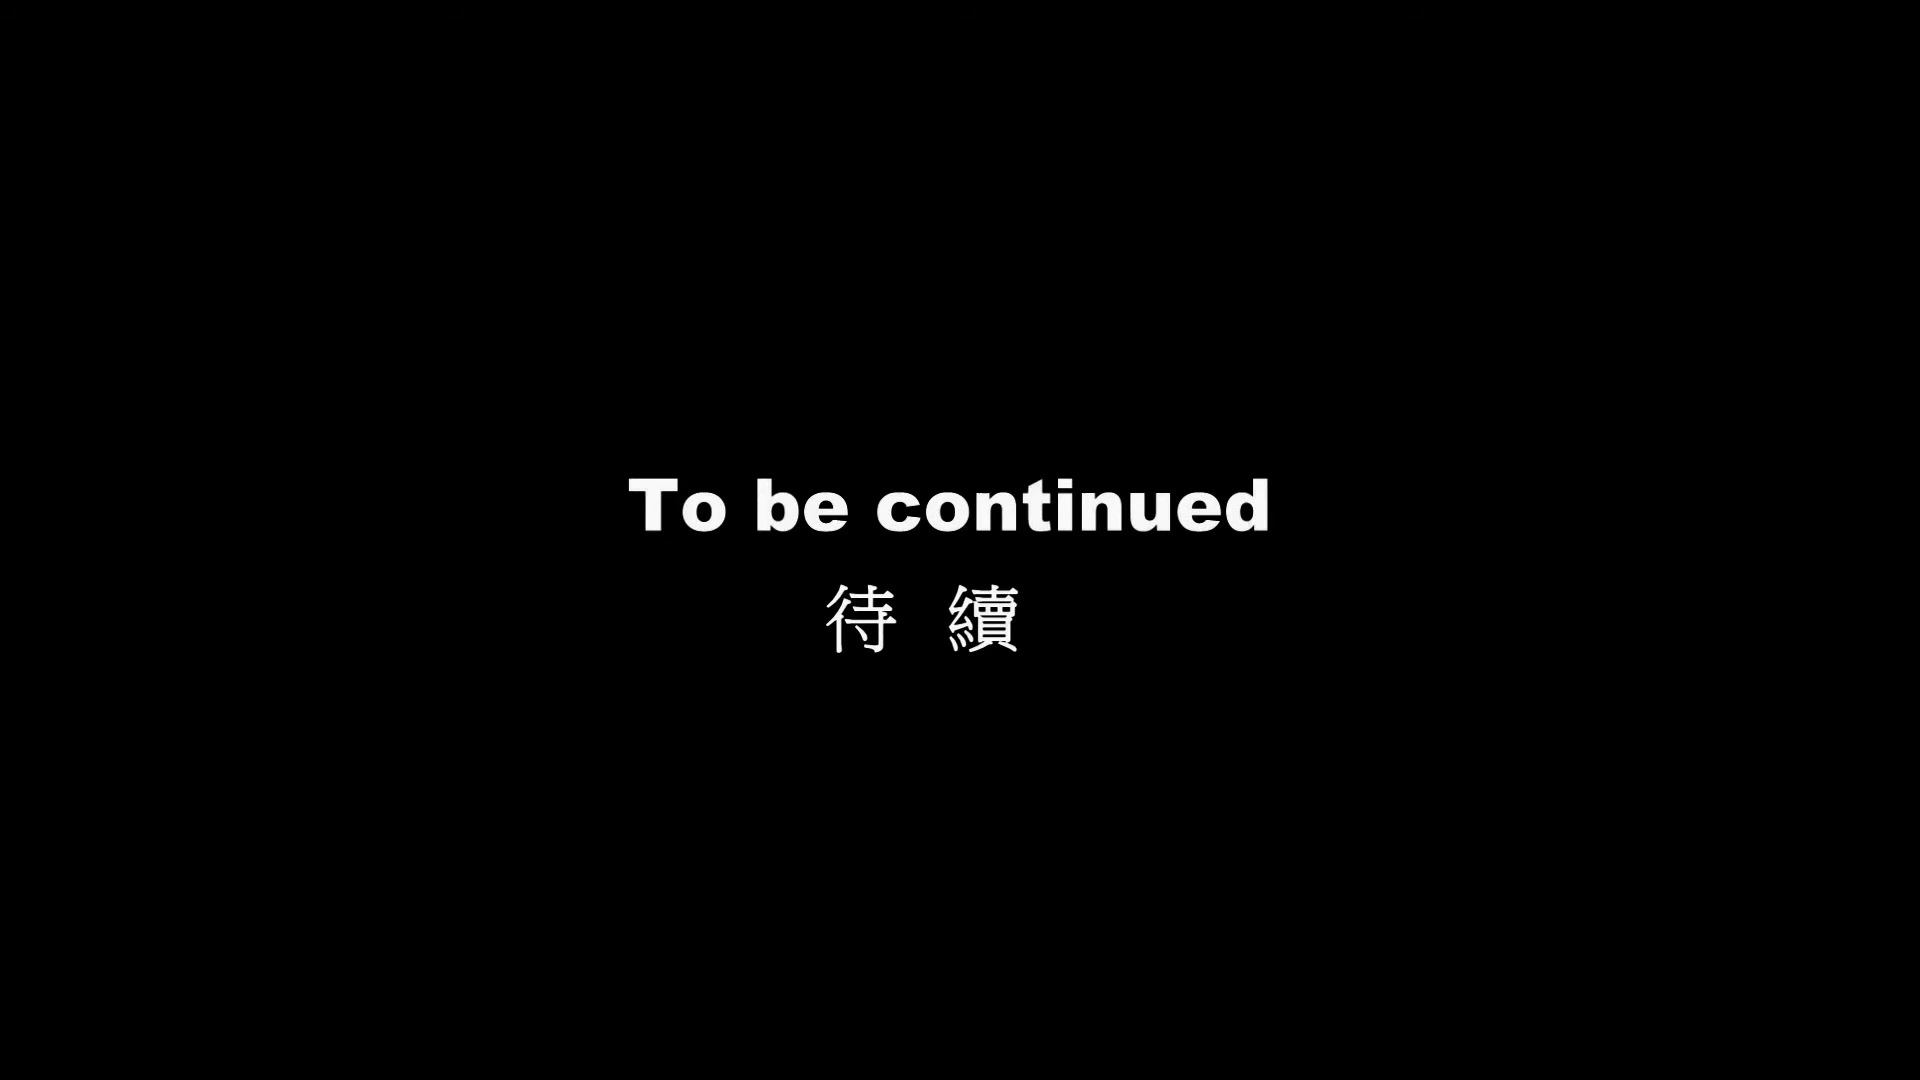 To be continued
待 續